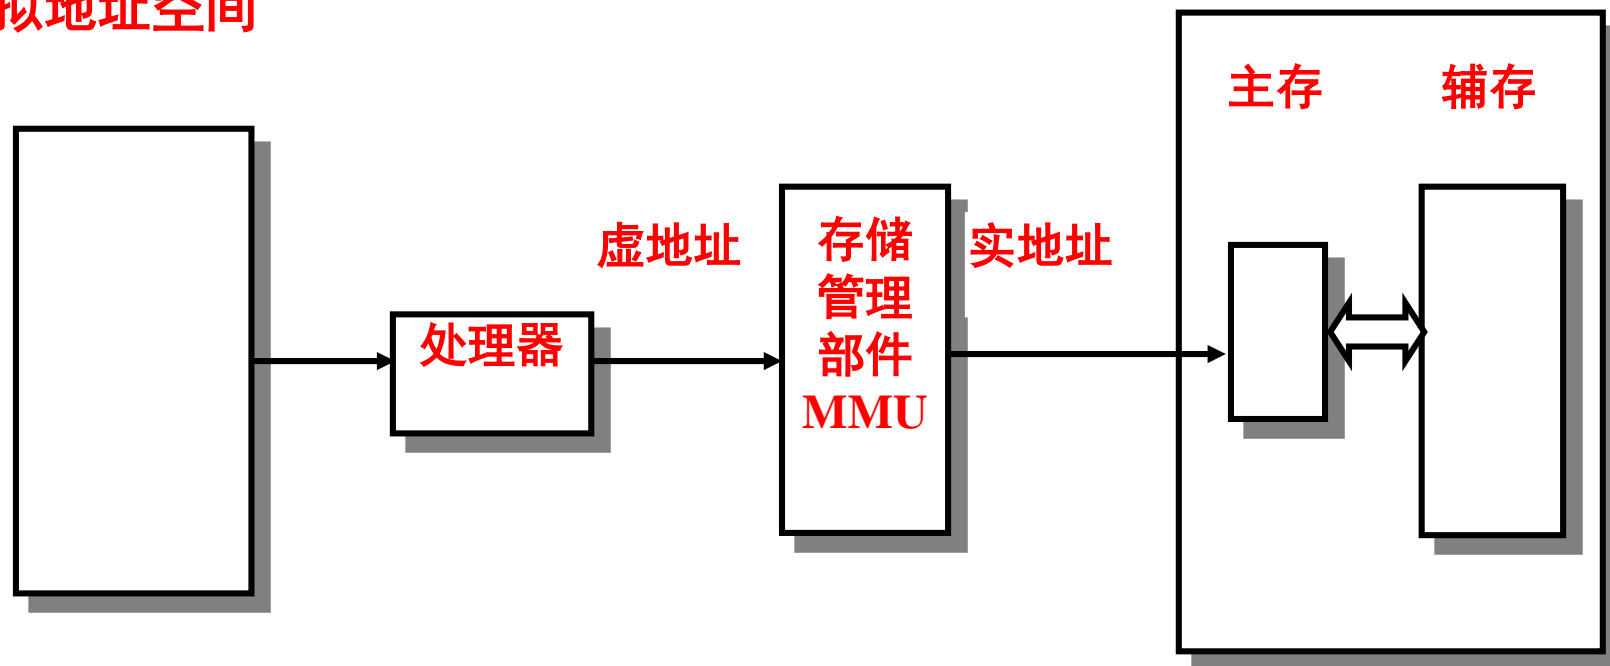 拟地址空间
主存
辅存
虚地址
存储
管理
部件
MMU
实地址
处理器